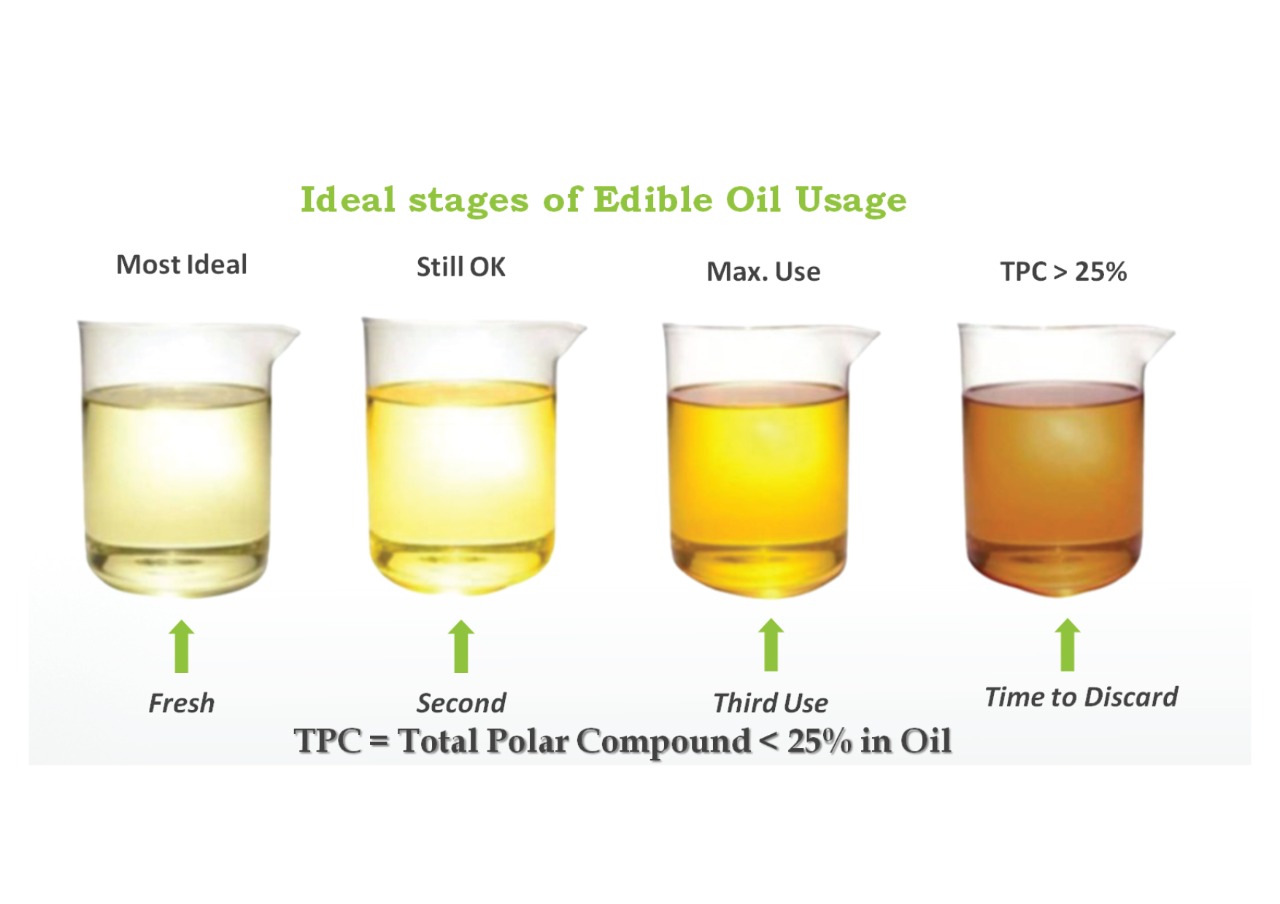 Ideal stages of Edible Oil Usage
Most Ideal
Still OK
Max. Use
TPC > 25%
Fresh
Second
Third Use
Time to Discard
TPC = Total Polar Compound < 25% in Oil